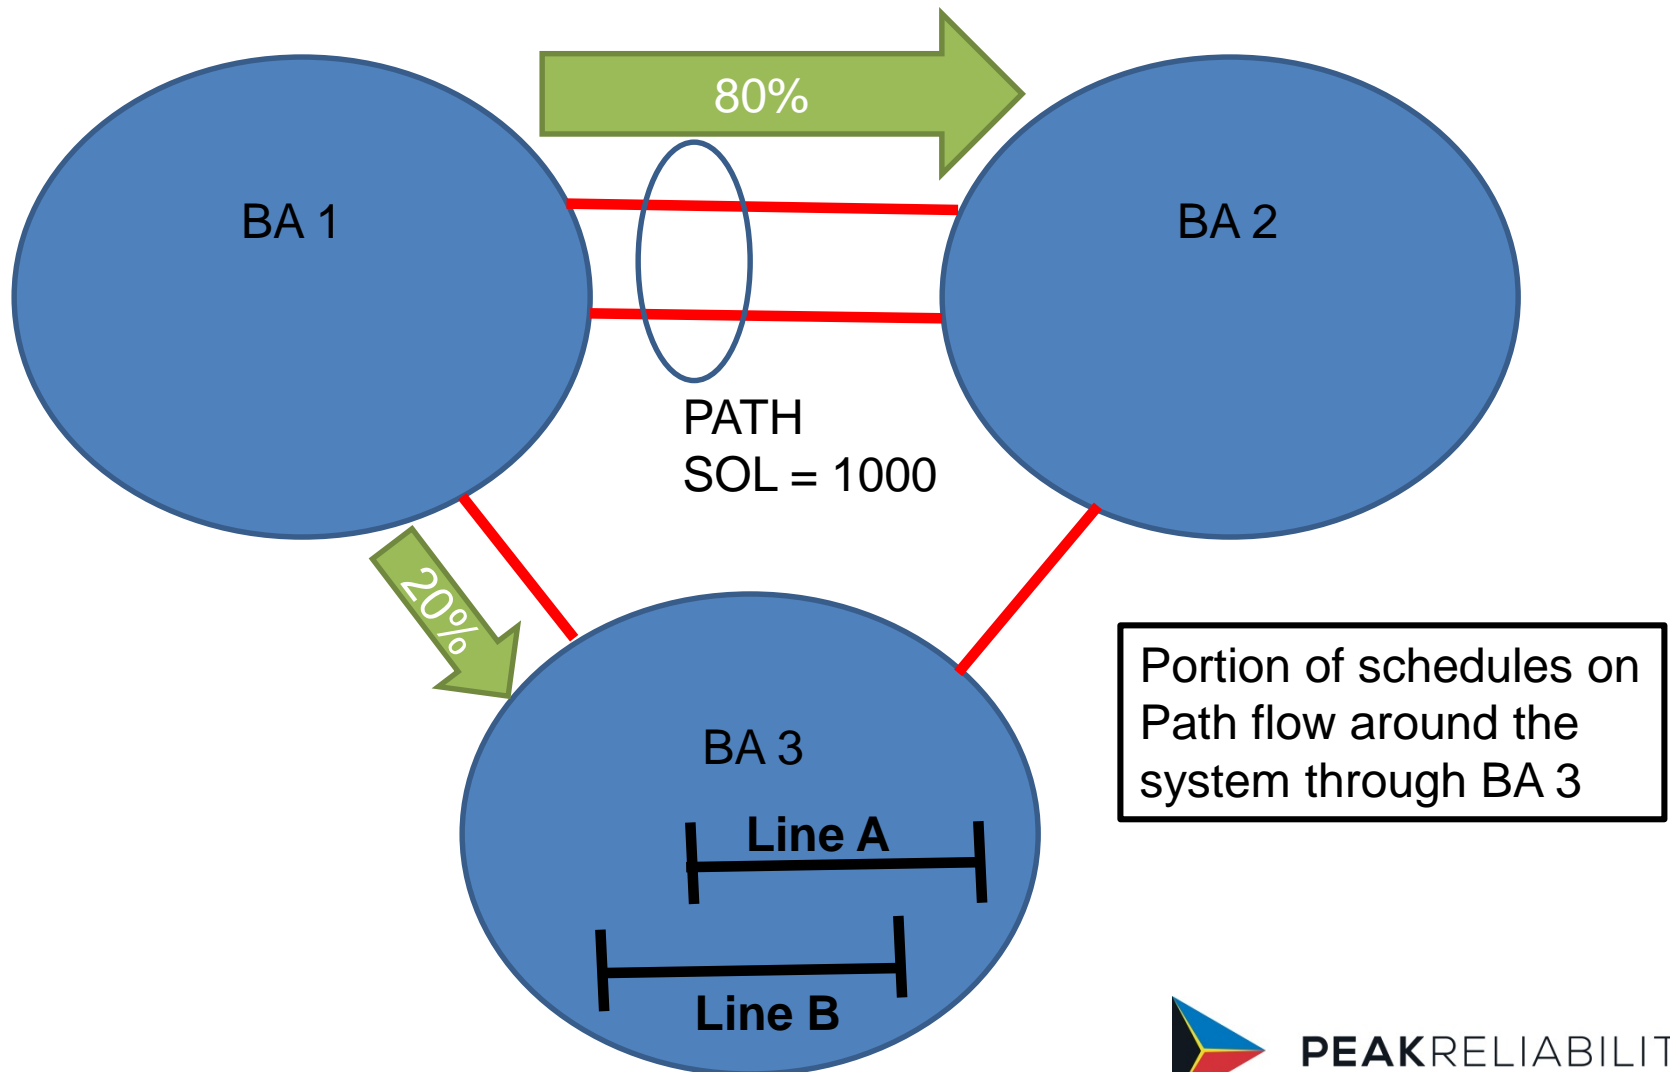 80%
BA 1
BA 2
PATH
SOL = 1000
20%
Portion of schedules on
Path flow around the
system through BA 3
BA 3
Line A
Line B
PEAKRELIABILIT